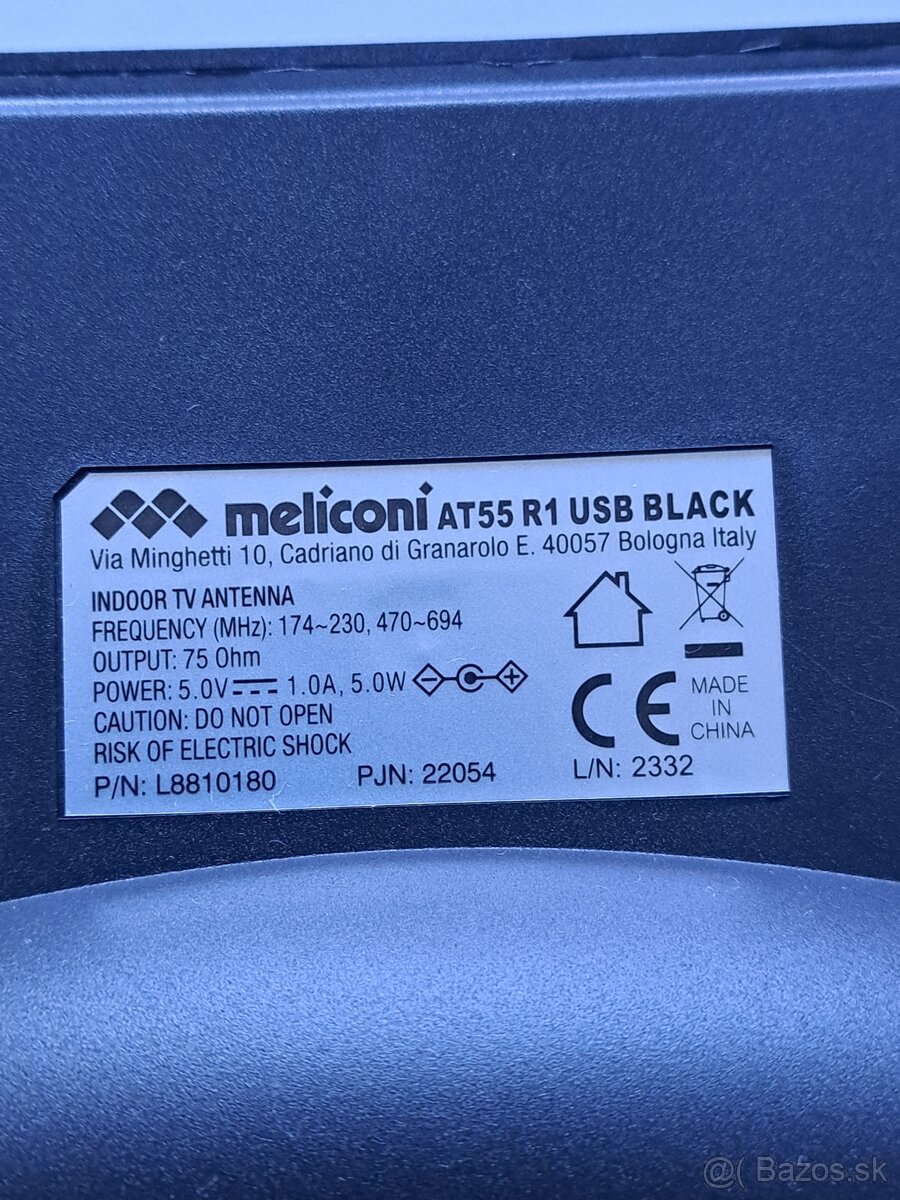 meliconi AT55 R1 USB BLACK
Via Minghetti 10, Cadriano di Granarolo E. 40057 Bologna Italy
INDOOR TV ANTENNA
FREQUENCY (MHz): 174~230, 470~694
OUTPUT: 75 Ohm
POWER: 5.0V⎓ 1.0A, 5.0W
CAUTION: DO NOT OPEN
RISK OF ELECTRIC SHOCK
P/N: L8810180 PJN: 22054 L/N: 2332
CE
MADE
IN
CHINA
@( Bazos.sk